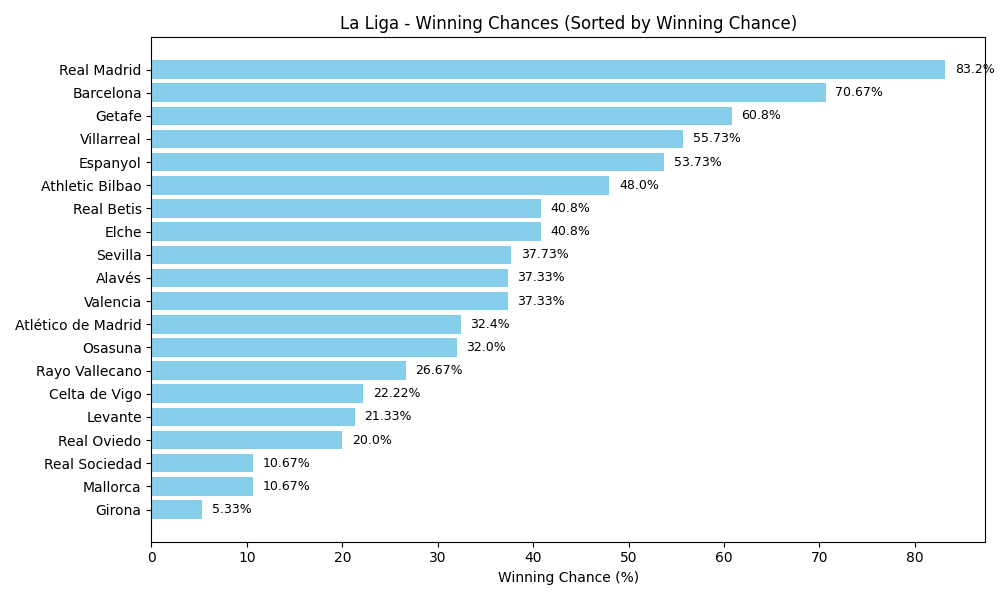 La Liga - Winning Chances (Sorted by Winning Chance)
Real Madrid 83.2%
Barcelona 70.67%
Getafe 60.8%
Villarreal 55.73%
Espanyol 53.73%
Athletic Bilbao 48.0%
Real Betis 40.8%
Elche 40.8%
Sevilla 37.73%
Alavés 37.33%
Valencia 37.33%
Atlético de Madrid 32.4%
Osasuna 32.0%
Rayo Vallecano 26.67%
Celta de Vigo 22.22%
Levante 21.33%
Real Oviedo 20.0%
Real Sociedad 10.67%
Mallorca 10.67%
Girona 5.33%
0 10 20 30 40 50 60 70 80
Winning Chance (%)